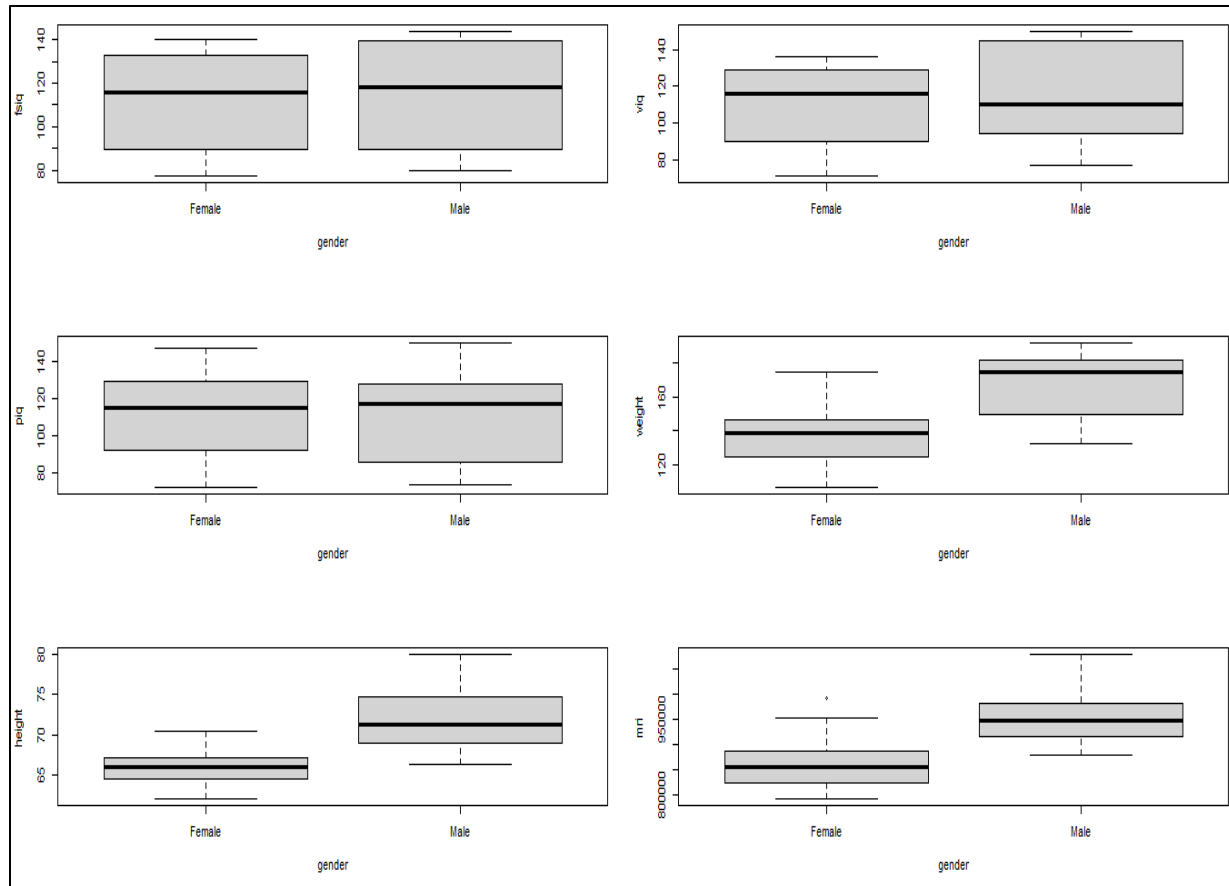 fsiq
80 100 120 140
Female Male
gender
viq
80 100 120 140
Female Male
gender
piq
80 100 120 140
Female Male
gender
weight
120 160
Female Male
gender
height
65 70 75 80
Female Male
gender
mri
800000 950000
Female Male
gender